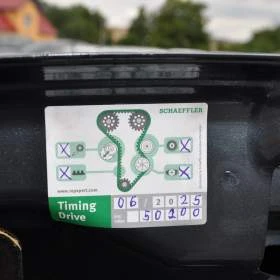 SCHAEFFLER
X X
X X
www.repxpert.com
Timing 06/2025
Drive 50200